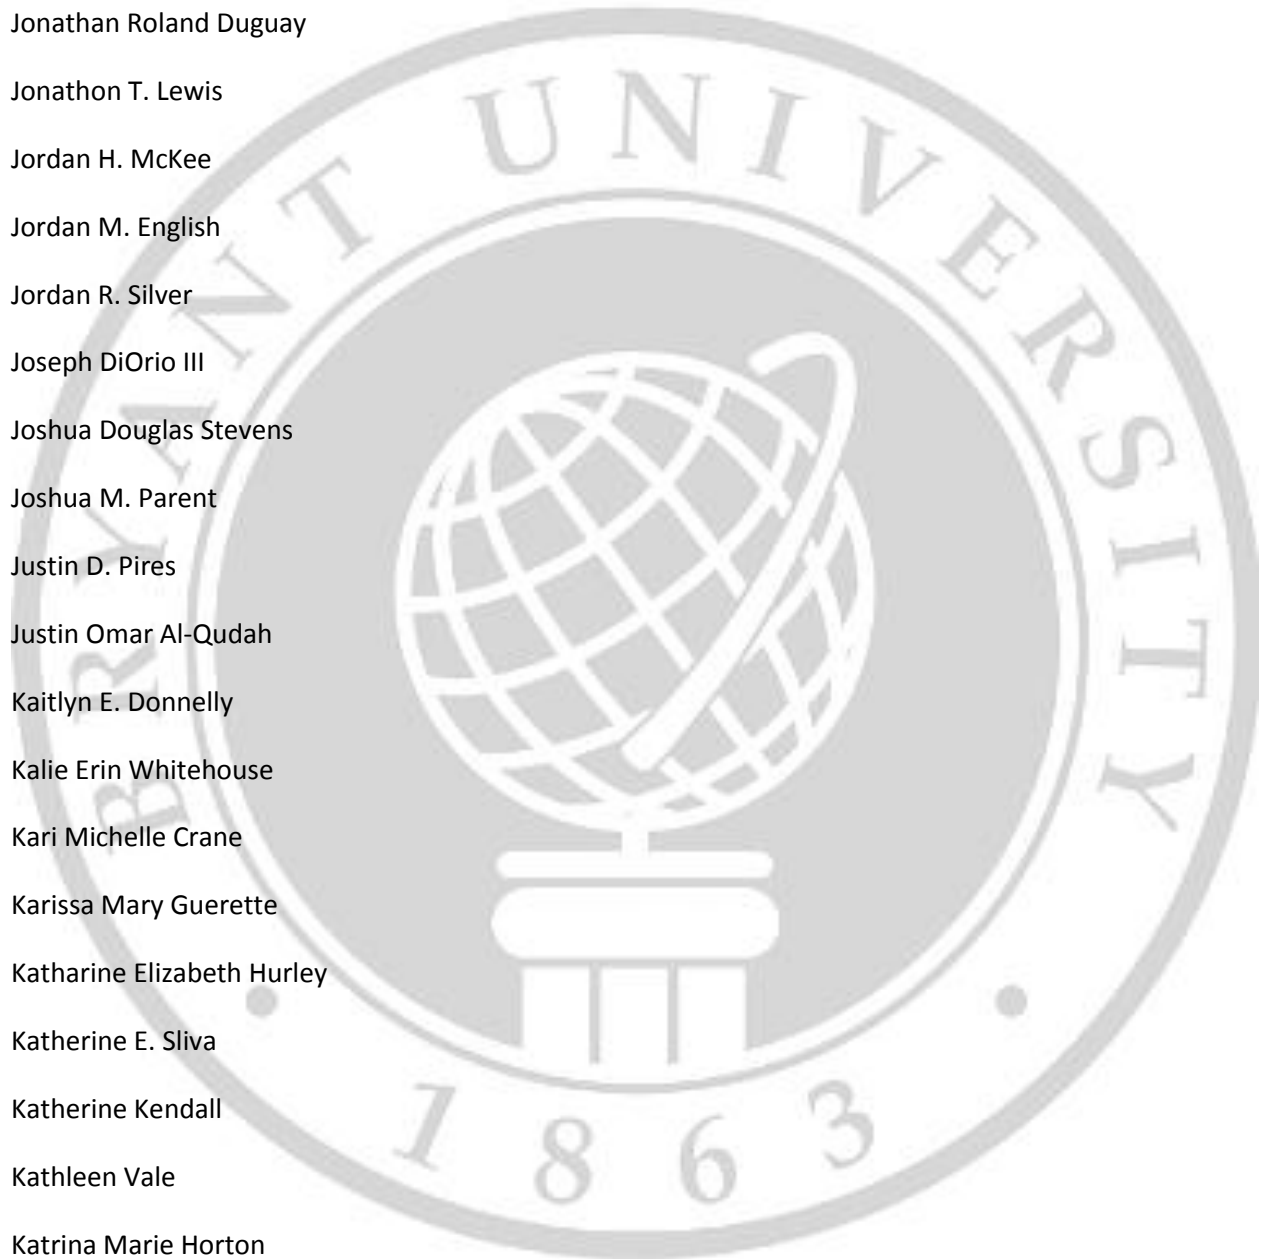 Jonathan Roland Duguay
Jonathon T. Lewis
Jordan H. McKee
Jordan M. English
Jordan R. Silver
Joseph DiOrio III
Joshua Douglas Stevens
Joshua M. Parent
Justin D. Pires
Justin Omar Al-Qudah
Kaitlyn E. Donnelly
Kalie Erin Whitehouse
Kari Michelle Crane
Karissa Mary Guerette
Katharine Elizabeth Hurley
Katherine E. Sliva
Katherine Kendall
Kathleen Vale
Katrina Marie Horton
BRYANT UNIVERSITY
1863